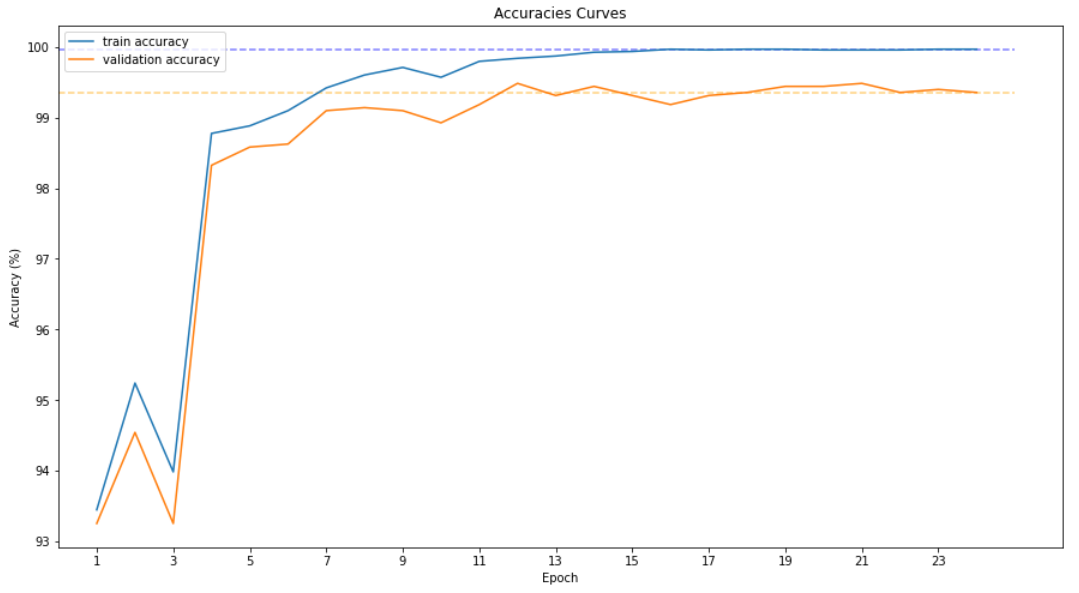 Accuracies Curves
train accuracy
validation accuracy
100
99
98
97
96
95
94
93
Accuracy (%)
1 3 5 7 9 11 13 15 17 19 21 23
Epoch